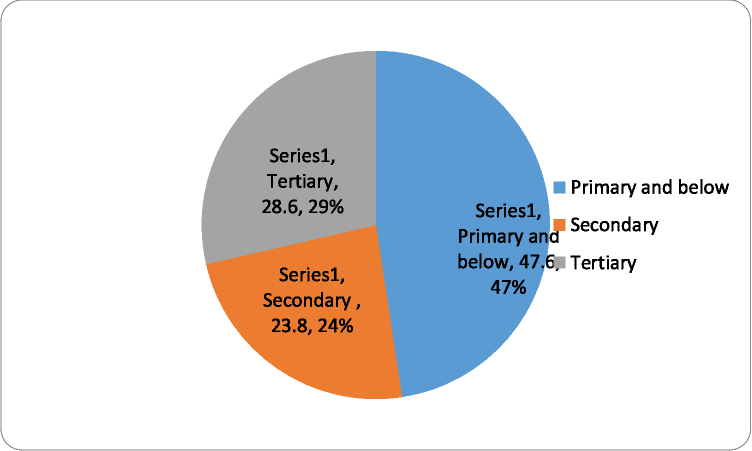 Series1,
Tertiary,
28.6, 29%
Series1,
Secondary ,
23.8, 24%
Series1,
Primary and
below, 47.6,
47%
Primary and below
Secondary
Tertiary